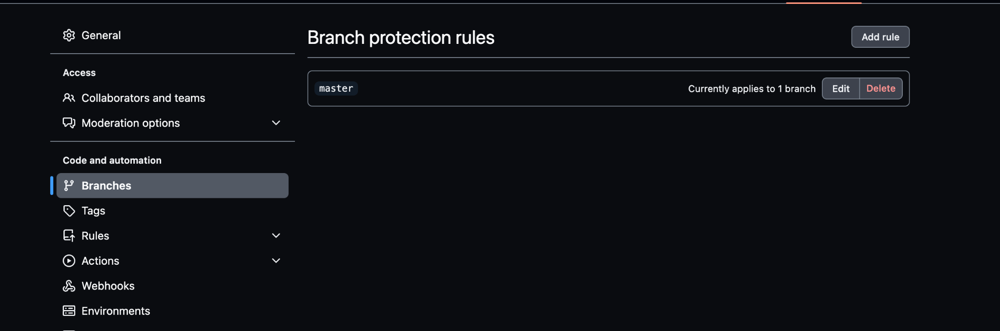 General
Access
Collaborators and teams
Moderation options
Code and automation
Branches
Tags
Rules
Actions
Webhooks
Environments
Branch protection rules
Add rule
master
Currently applies to 1 branch
Edit
Delete